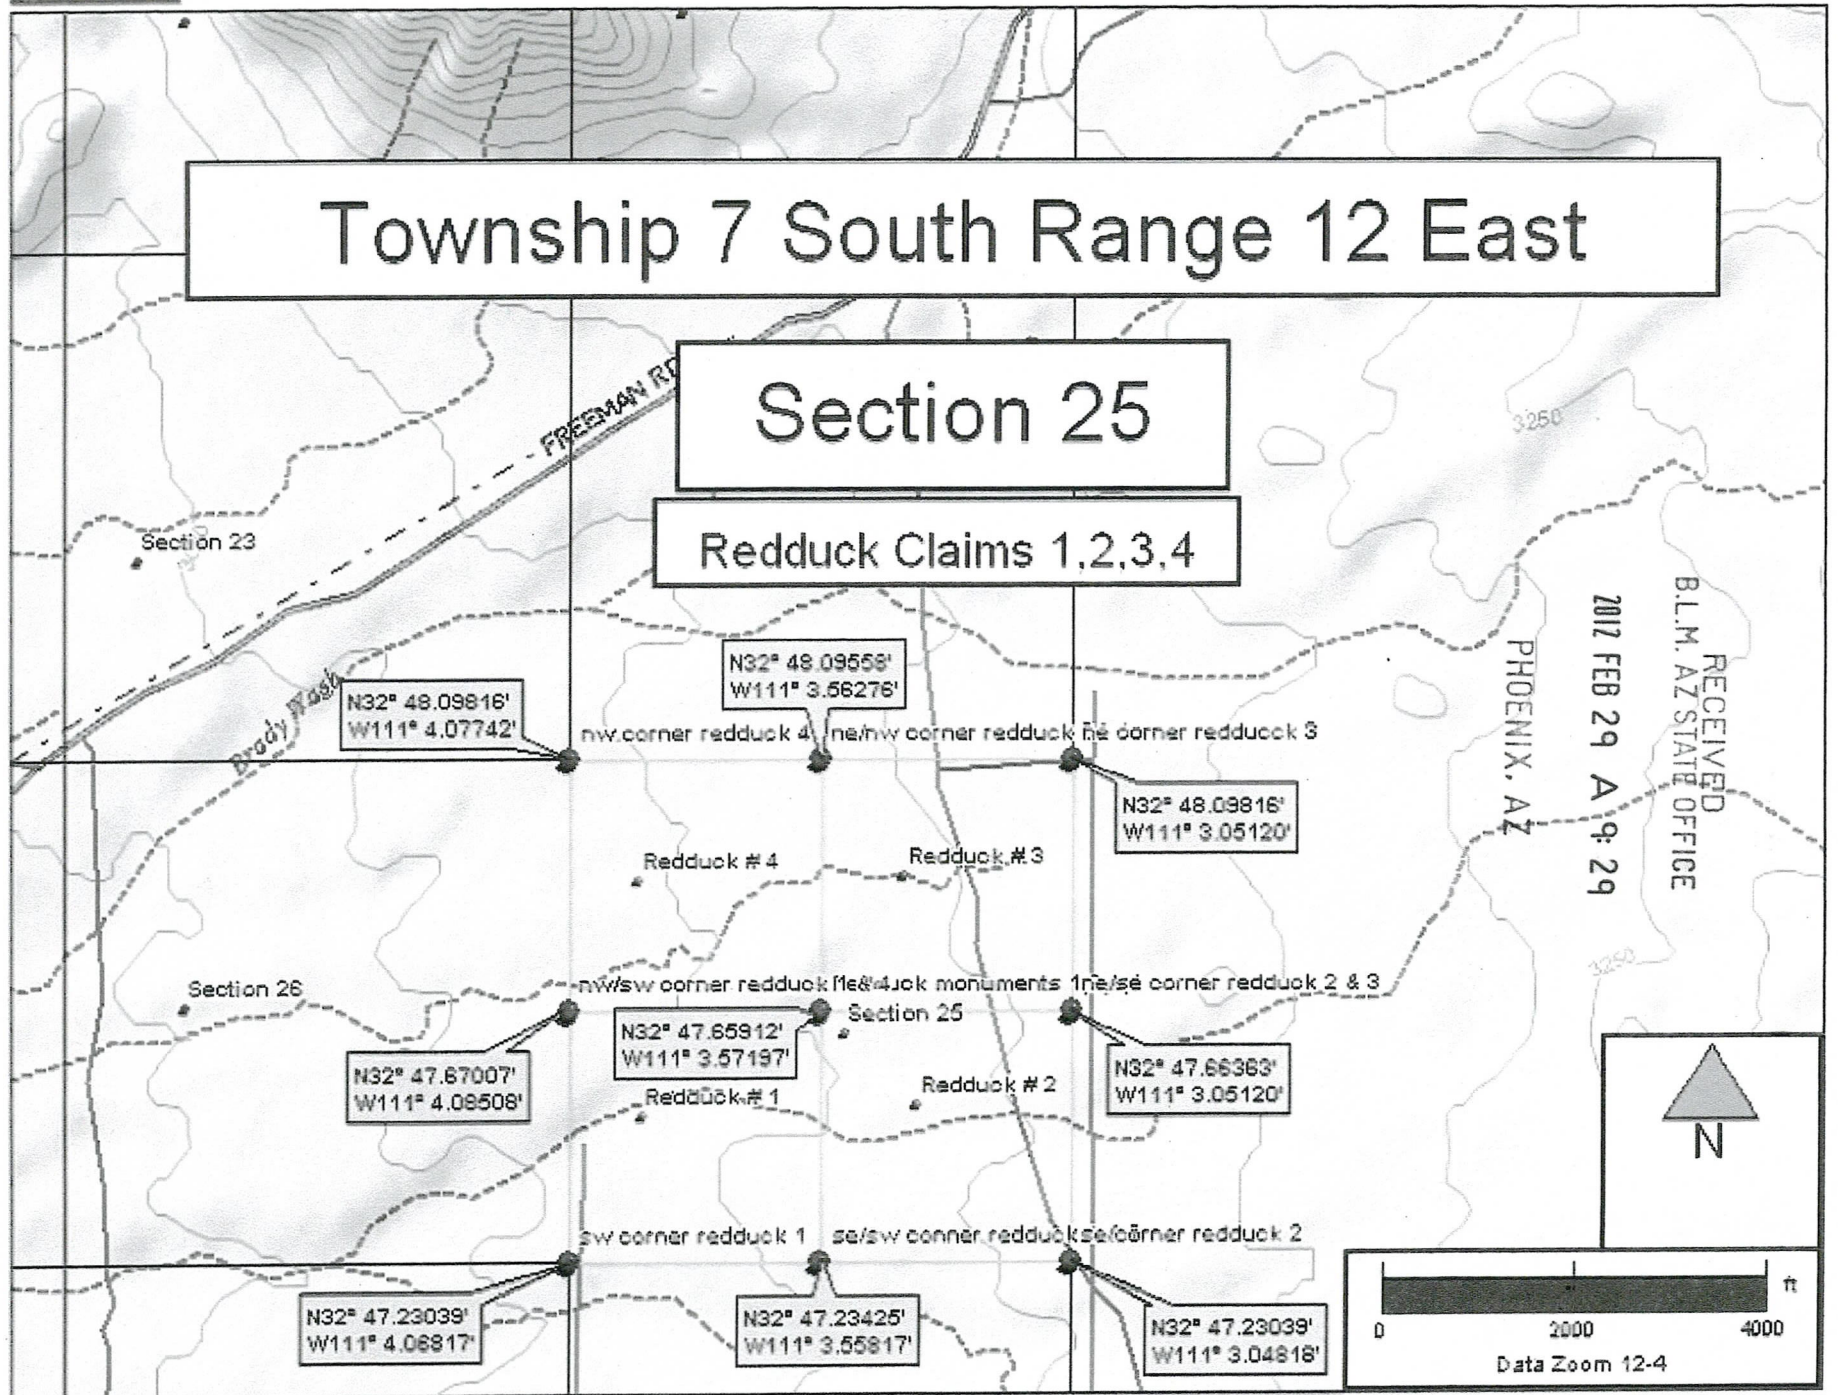 Township 7 South Range 12 East
Section 25
FREEMAN RD
3250
Redduck Claims 1,2,3,4
Section 23
Brady Wash
RECEIVED
B.L.M. AZ STATE OFFICE
2012 FEB 29 A 9: 29
PHOENIX, AZ
N32° 48.09816'
W111° 4.07742'
N32° 48.09558'
W111° 3.56276'
nw corner redduck 4
ne/nw corner redduck
ne corner redducck 3
N32° 48.09816'
W111° 3.05120'
Redduck # 4
Redduck # 3
3250
Section 26
nw/sw corner redduck
monuments
ne/se corner redduck 2 & 3
Section 25
N32° 47.67007'
W111° 4.08508'
N32° 47.65912'
W111° 3.57197'
N32° 47.66363'
W111° 3.05120'
Redduck # 1
Redduck # 2
N
sw corner redduck 1
se/sw conner redduck
se/corner redduck 2
N32° 47.23039'
W111° 4.06817'
N32° 47.23425'
W111° 3.55817'
N32° 47.23039'
W111° 3.04818'
ft
0 2000 4000
Data Zoom 12-4